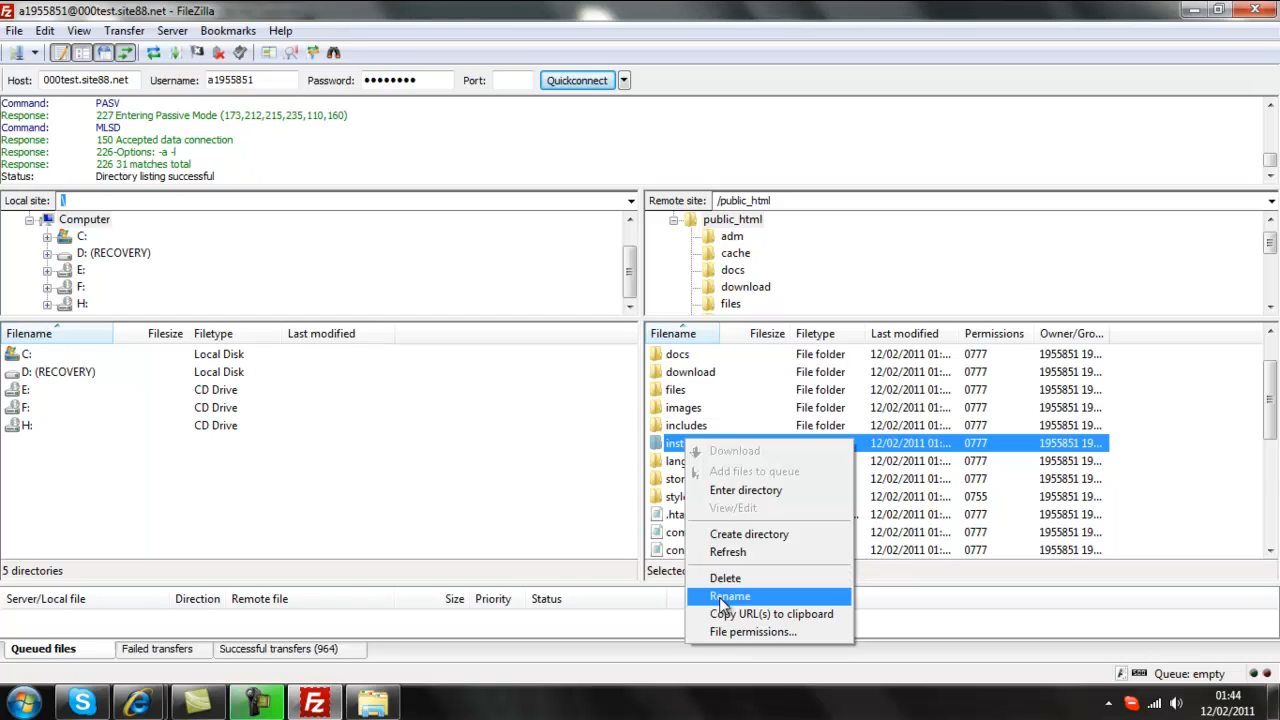 a1955851@000test.site88.net - FileZilla
File Edit View Transfer Server Bookmarks Help
Host: 000test.site88.net Username: a1955851 Password: ●●●●●●●● Port: Quickconnect
Command: PASV
Response: 227 Entering Passive Mode (173,212,215,235,110,160)
Command: MLSD
Response: 150 Accepted data connection
Response: 226-Options: -a -l
Response: 226 31 matches total
Status: Directory listing successful
Local site: \
Remote site: /public_html
Computer
C:
D: (RECOVERY)
E:
F:
H:
public_html
adm
cache
docs
download
files
Filename Filesize Filetype Last modified
C: Local Disk
D: (RECOVERY) Local Disk
E: CD Drive
F: CD Drive
H: CD Drive
5 directories
Filename Filesize Filetype Last modified Permissions Owner/Gro...
docs File folder 12/02/2011 01:... 0777 1955851 19...
download File folder 12/02/2011 01:... 0777 1955851 19...
files File folder 12/02/2011 01:... 0777 1955851 19...
images File folder 12/02/2011 01:... 0777 1955851 19...
includes File folder 12/02/2011 01:... 0777 1955851 19...
inst 12/02/2011 01:... 0777 1955851 19...
lan 12/02/2011 01:... 0777 1955851 19...
stor 12/02/2011 01:... 0777 1955851 19...
style 12/02/2011 01:... 0755 1955851 19...
.hta 12/02/2011 01:... 0777 1955851 19...
con 12/02/2011 01:... 0777 1955851 19...
con 12/02/2011 01:... 0777 1955851 19...
Selected
Download
Add files to queue
Enter directory
View/Edit
Create directory
Refresh
Delete
Rename
Copy URL(s) to clipboard
File permissions...
Server/Local file Direction Remote file Size Priority Status
Queued files Failed transfers Successful transfers (964)
Queue: empty
01:44
12/02/2011